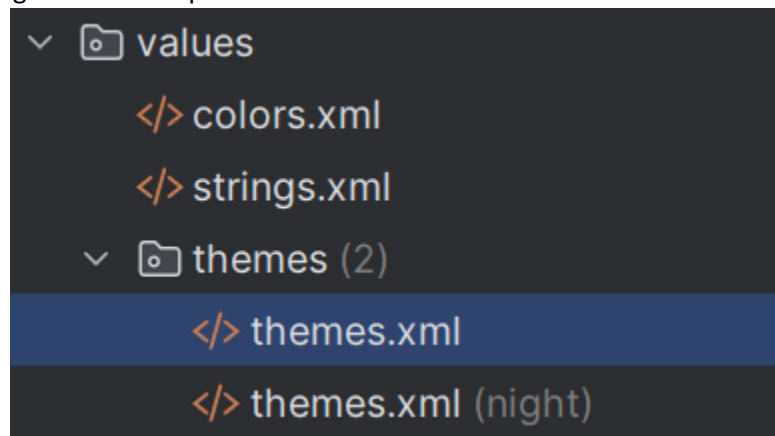 values
</> colors.xml
</> strings.xml
themes (2)
</> themes.xml
</> themes.xml (night)